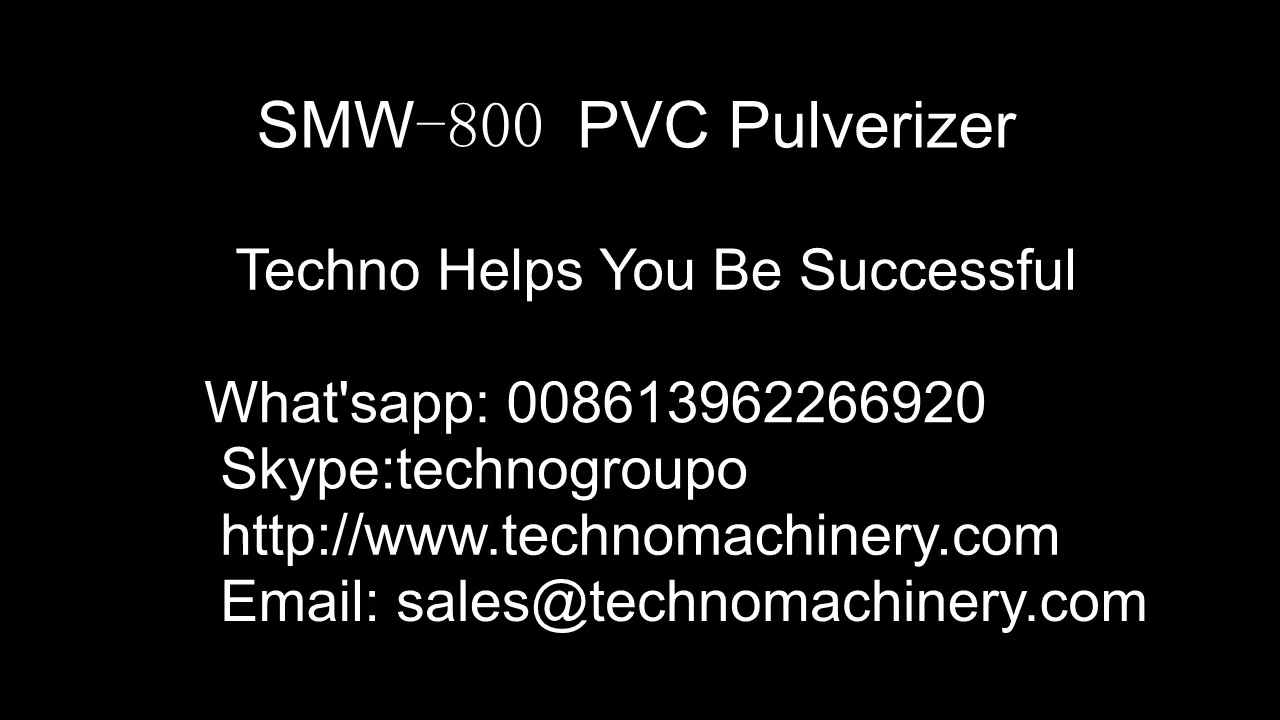 SMW-800 PVC Pulverizer
Techno Helps You Be Successful
What'sapp: 008613962266920
Skype:technogroupo
http://www.technomachinery.com
Email: sales@technomachinery.com